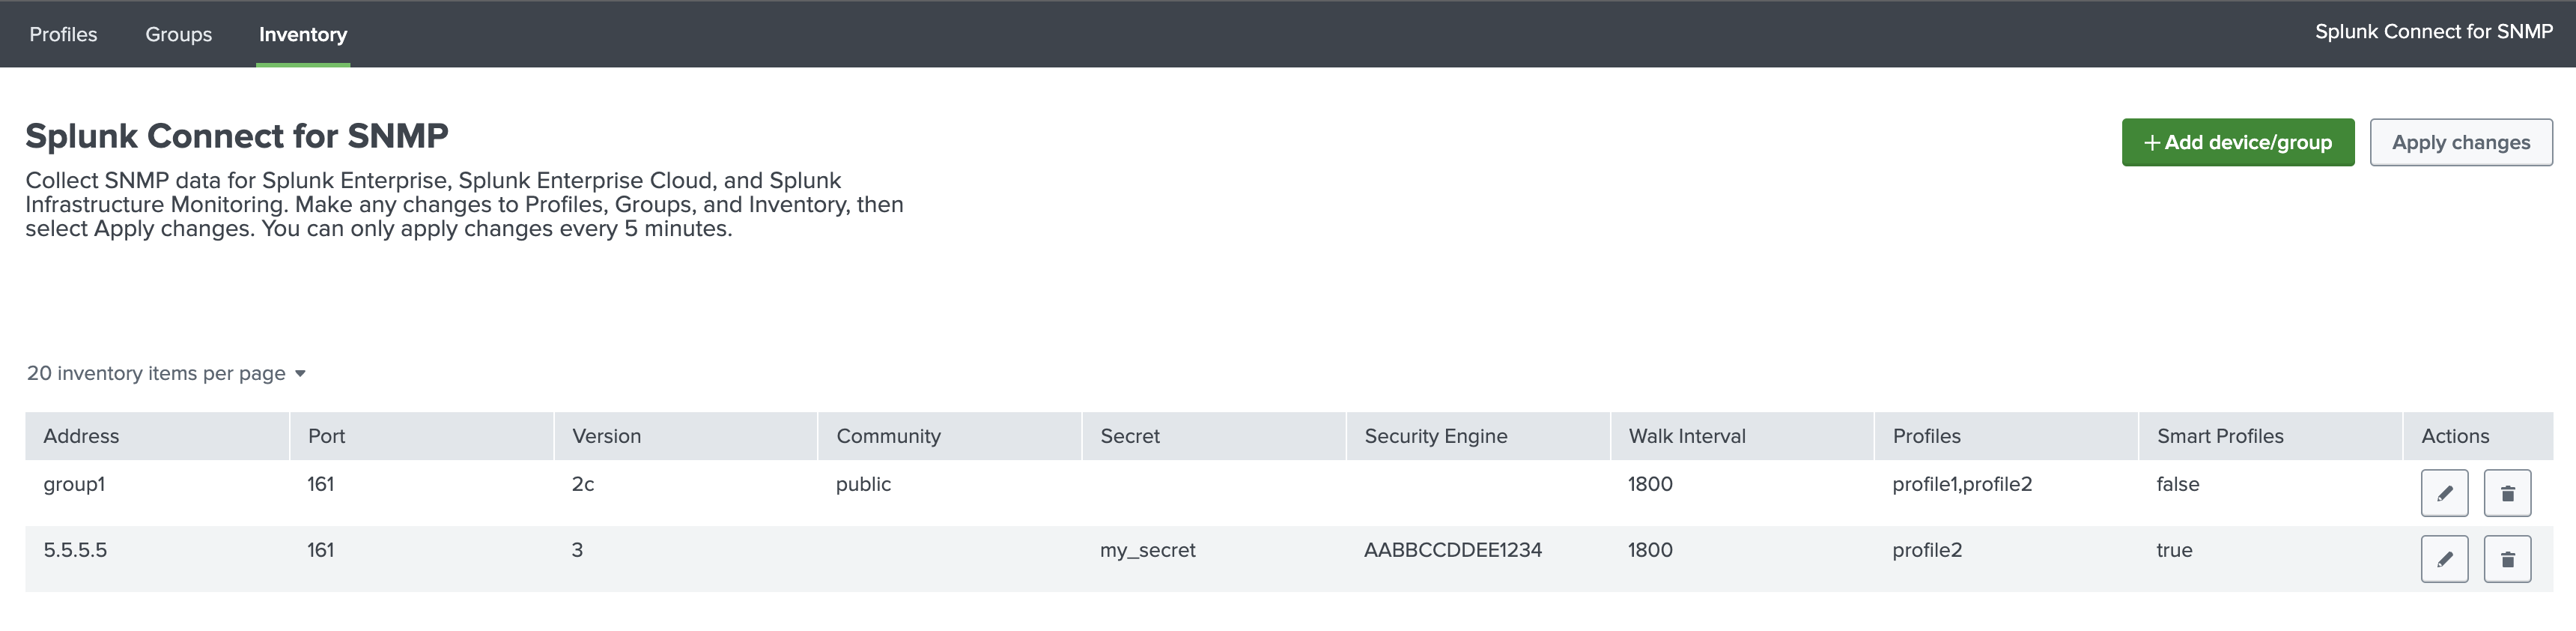 Profiles Groups Inventory Splunk Connect for SNMP
Splunk Connect for SNMP
+ Add device/group Apply changes
Collect SNMP data for Splunk Enterprise, Splunk Enterprise Cloud, and Splunk
Infrastructure Monitoring. Make any changes to Profiles, Groups, and Inventory, then
select Apply changes. You can only apply changes every 5 minutes.
20 inventory items per page
Address Port Version Community Secret Security Engine Walk Interval Profiles Smart Profiles Actions
group1 161 2c public 1800 profile1,profile2 false
5.5.5.5 161 3 my_secret AABBCCDDEE1234 1800 profile2 true